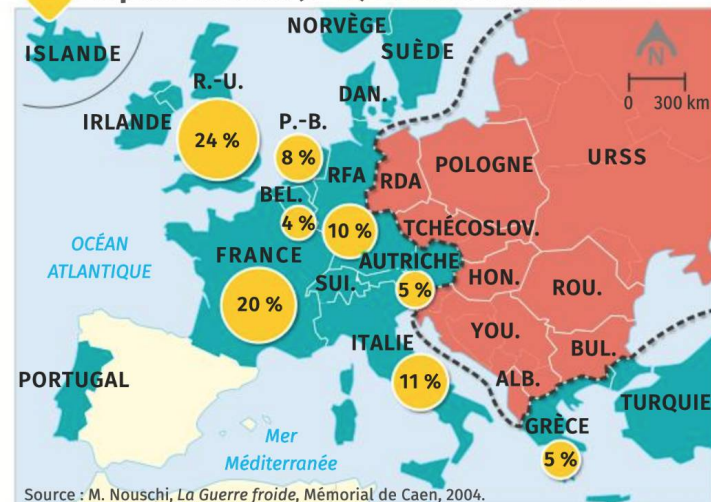 NORVÈGE
ISLANDE
SUÈDE
R.-U.
DAN.
0 300 km
IRLANDE
P.-B.
24 %
8 %
RFA
RDA
POLOGNE
URSS
BEL.
4 %
10 %
TCHÉCOSLOV.
OCÉAN
ATLANTIQUE
FRANCE
AUTRICHE
SUI.
5 %
HON.
ROU.
20 %
ITALIE
YOU.
BUL.
11 %
ALB.
PORTUGAL
TURQUIE
GRÈCE
Mer
Méditerranée
5 %
N
Source : M. Nouschi, La Guerre froide, Mémorial de Caen, 2004.